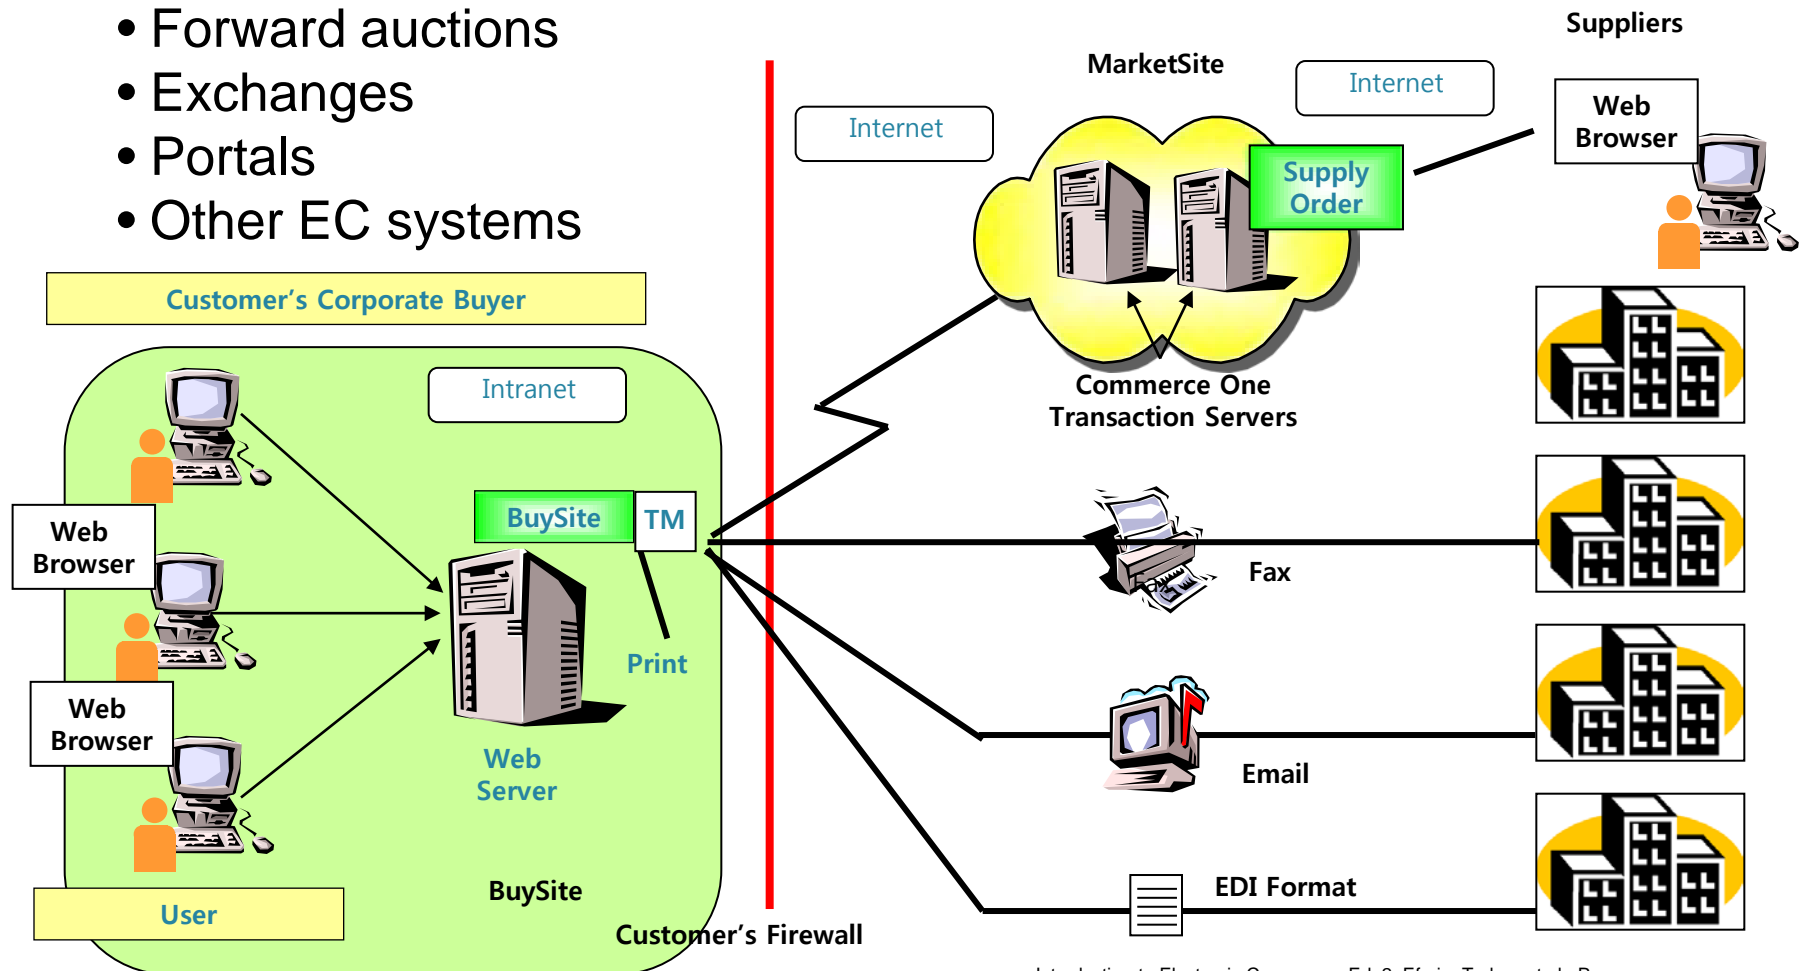 • Forward auctions
• Exchanges
• Portals
• Other EC systems
Customer's Corporate Buyer
Intranet
BuySite
TM
Web
Browser
Web
Browser
Print
Web
Server
BuySite
User
Customer's Firewall
Internet
MarketSite
Internet
Supply
Order
Commerce One
Transaction Servers
Suppliers
Web
Browser
Fax
Email
EDI Format